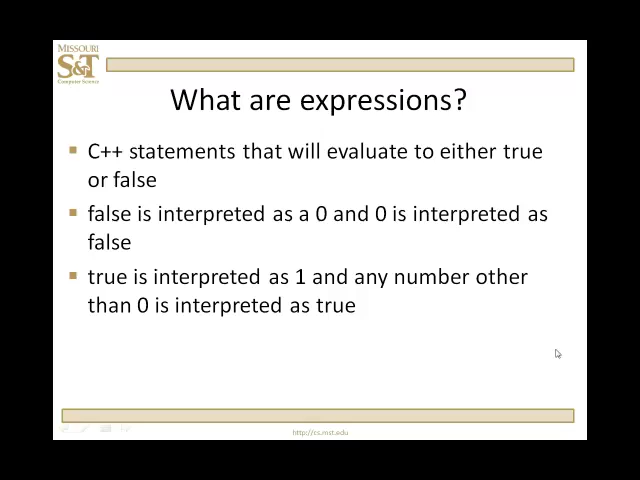 MISSOURI
S&T
Computer Science
What are expressions?
C++ statements that will evaluate to either true
or false
false is interpreted as a 0 and 0 is interpreted as
false
true is interpreted as 1 and any number other
than 0 is interpreted as true
http://cs.mst.edu